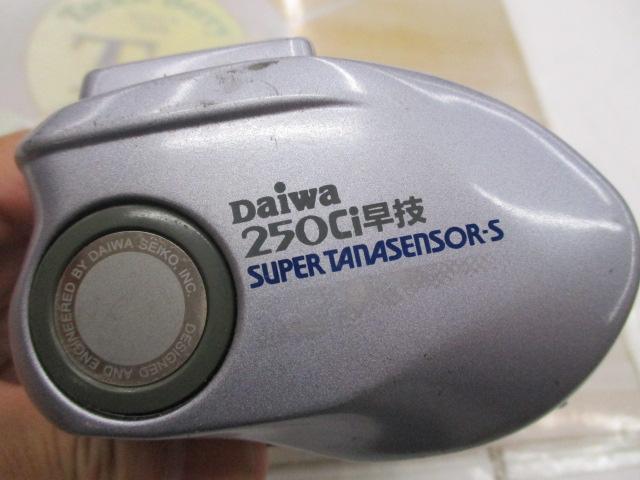 Daiwa
250Ci早技
SUPER TANASENSOR-S
DESIGNED AND ENGINEERED BY DAIWA SEIKO, INC.